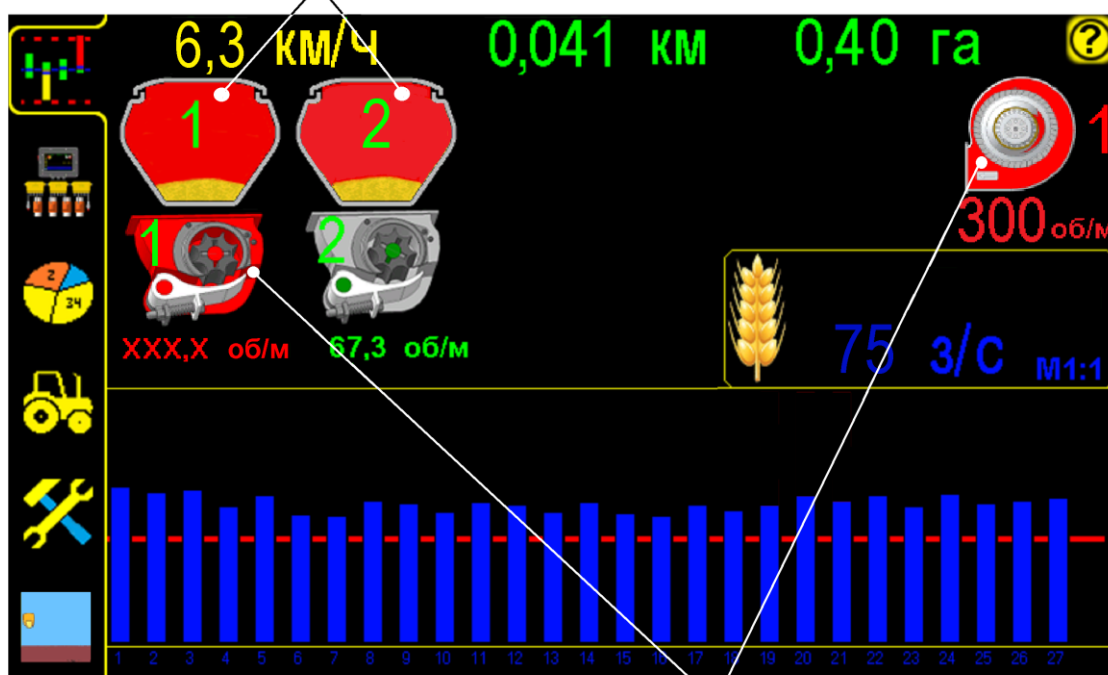 6,3 км/ч 0,041 км 0,40 га ?
1 2 1
1 2 300 об/м
XXX,X об/м 67,3 об/м
75 з/с М1:1
2
34
1 2 3 4 5 6 7 8 9 10 11 12 13 14 15 16 17 18 19 20 21 22 23 24 25 26 27